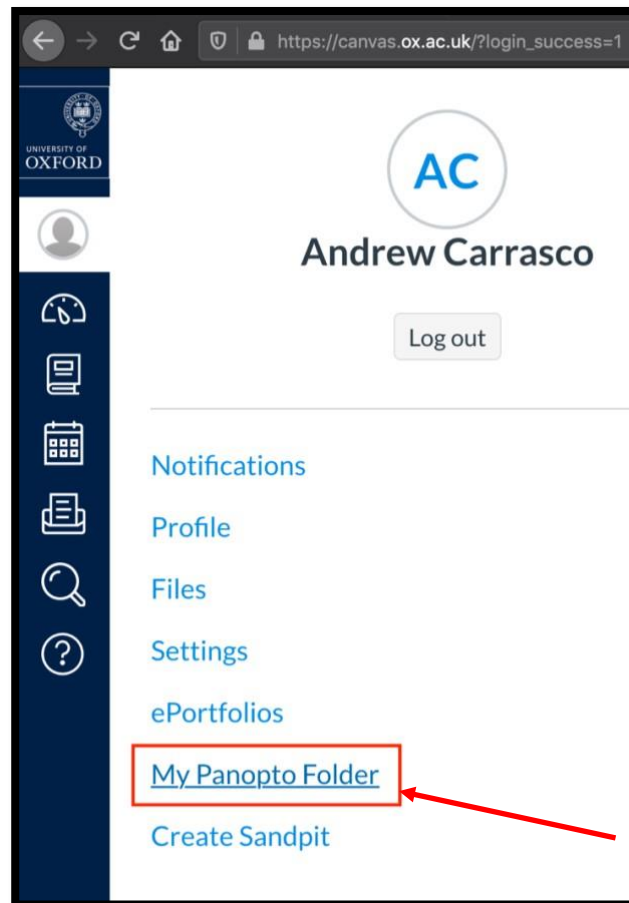 https://canvas.ox.ac.uk/?login_success=1
UNIVERSITY OF
OXFORD
AC
Andrew Carrasco
Log out
Notifications
Profile
Files
Settings
ePortfolios
My Panopto Folder
Create Sandpit